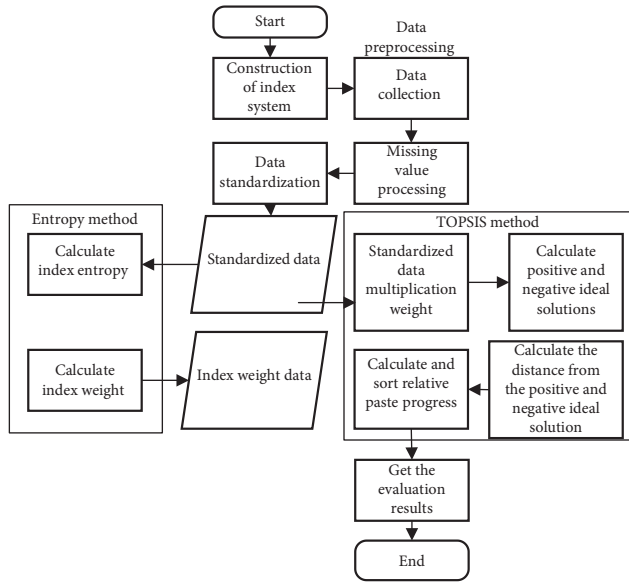 Start
Data
preprocessing
Construction
of index
system
Data
collection
Data
standardization
Missing
value
processing
Entropy method
TOPSIS method
Calculate
index entropy
Standardized data
Standardized
data
multiplication
weight
Calculate
positive and
negative ideal
solutions
Calculate
index weight
Index weight data
Calculate and
sort relative
paste progress
Calculate the
distance from
the positive and
negative ideal
solution
Get the
evaluation
results
End